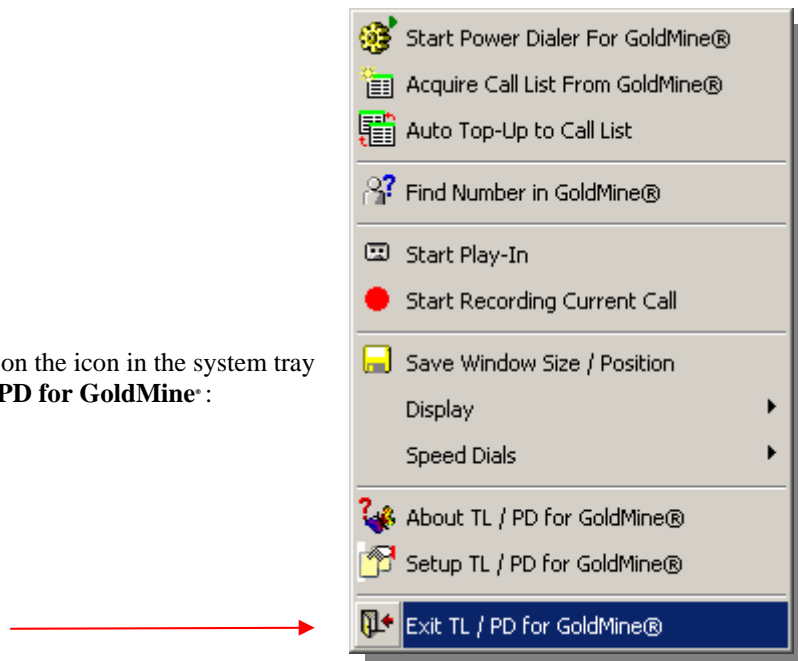 Start Power Dialer For GoldMine®
Acquire Call List From GoldMine®
Auto Top-Up to Call List
Find Number in GoldMine®
Start Play-In
Start Recording Current Call
on the icon in the system tray
PD for GoldMine®:
Save Window Size / Position
Display
Speed Dials
About TL / PD for GoldMine®
Setup TL / PD for GoldMine®
Exit TL / PD for GoldMine®